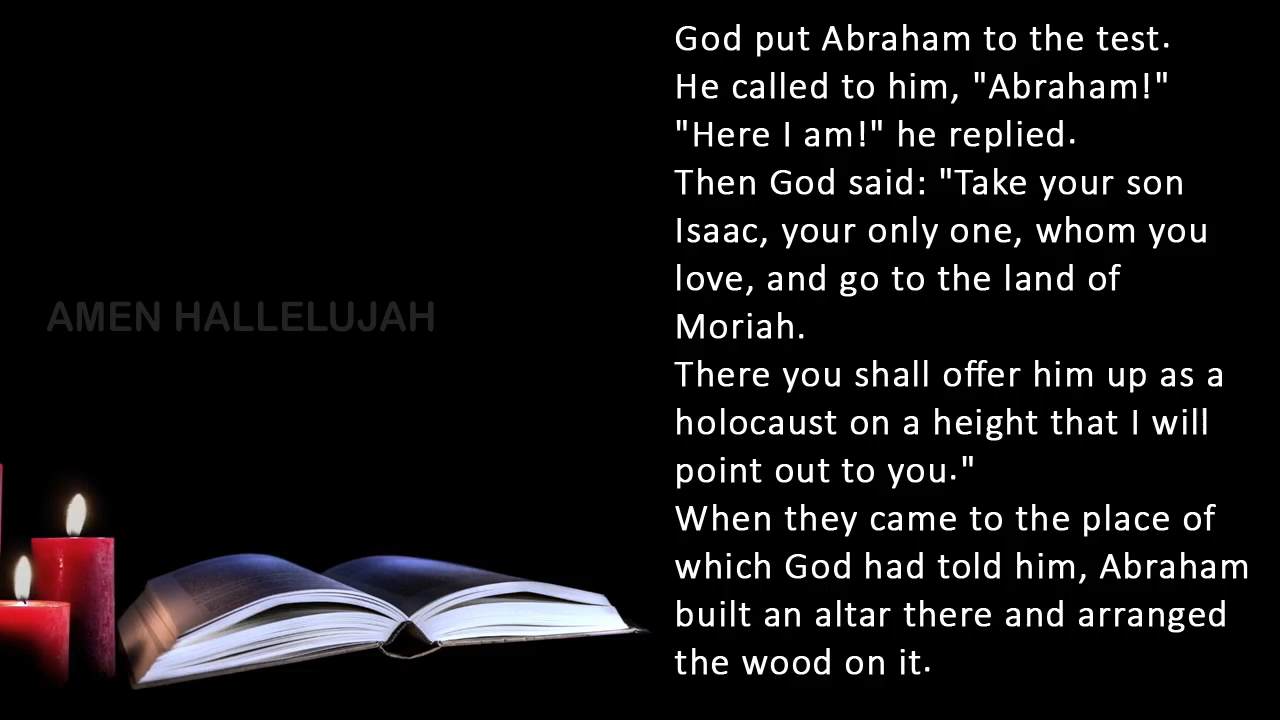 God put Abraham to the test.
He called to him, "Abraham!"
"Here I am!" he replied.
Then God said: "Take your son
Isaac, your only one, whom you
love, and go to the land of
Moriah.
There you shall offer him up as a
holocaust on a height that I will
point out to you."
When they came to the place of
which God had told him, Abraham
built an altar there and arranged
the wood on it.
AMEN HALLELUJAH